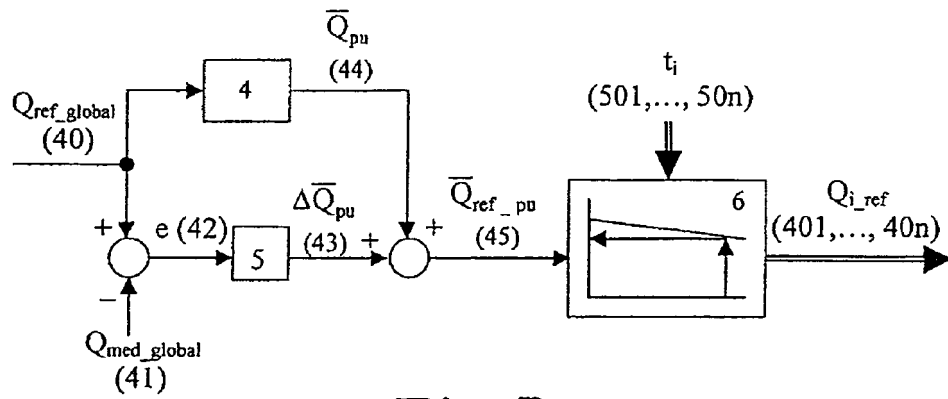 Q̅pu
(44)
4
ti
(501,..., 50n)
Qref_global
(40)
+
e (42)
5
ΔQ̅pu
(43)
+
+
Q̅ref_pu
(45)
6
Qi_ref
(401,..., 40n)
−
Qmed_global
(41)